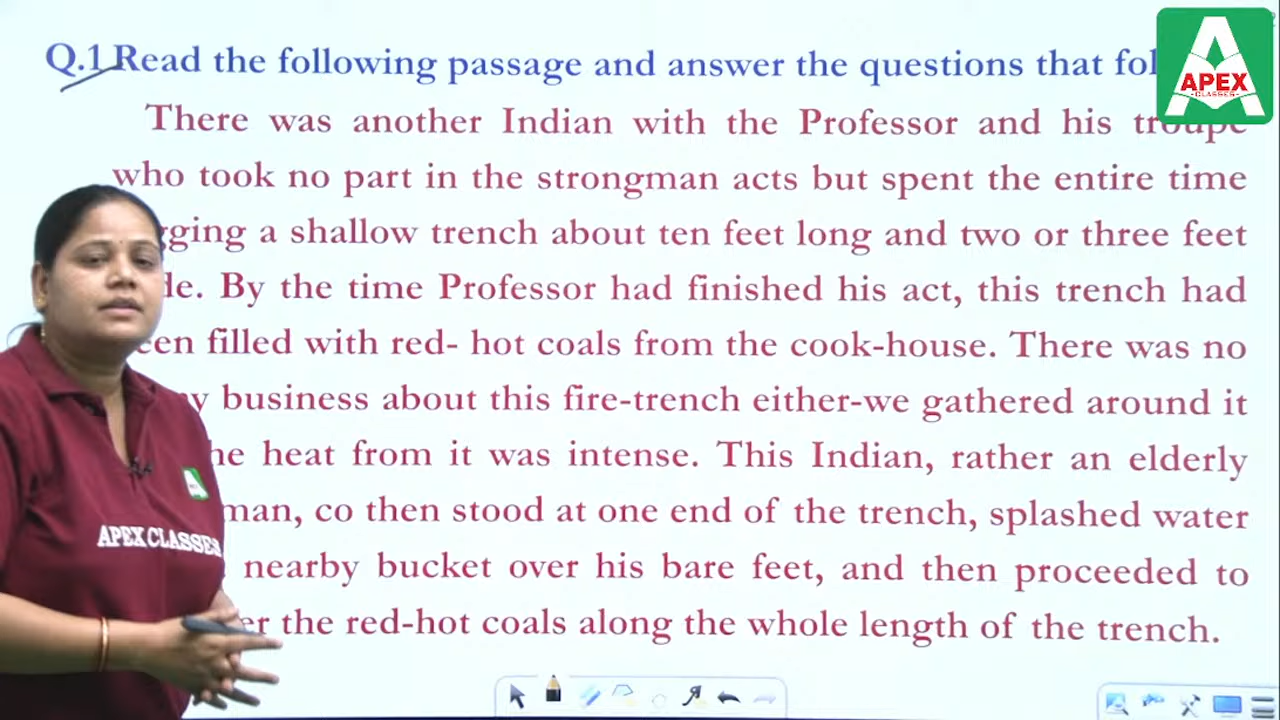 Q.1 Read the following passage and answer the questions that
There was another Indian with the Professor and his troupe
who took no part in the strongman acts but spent the entire time
a shallow trench about ten feet long and two or three feet
By the time Professor had finished his act, this trench had
filled with red- hot coals from the cook-house. There was no
business about this fire-trench either-we gathered around it
heat from it was intense. This Indian, rather an elderly
man, co then stood at one end of the trench, splashed water
nearby bucket over his bare feet, and then proceeded to
the red-hot coals along the whole length of the trench.
APEX
CLASSES
APEX CLASSES